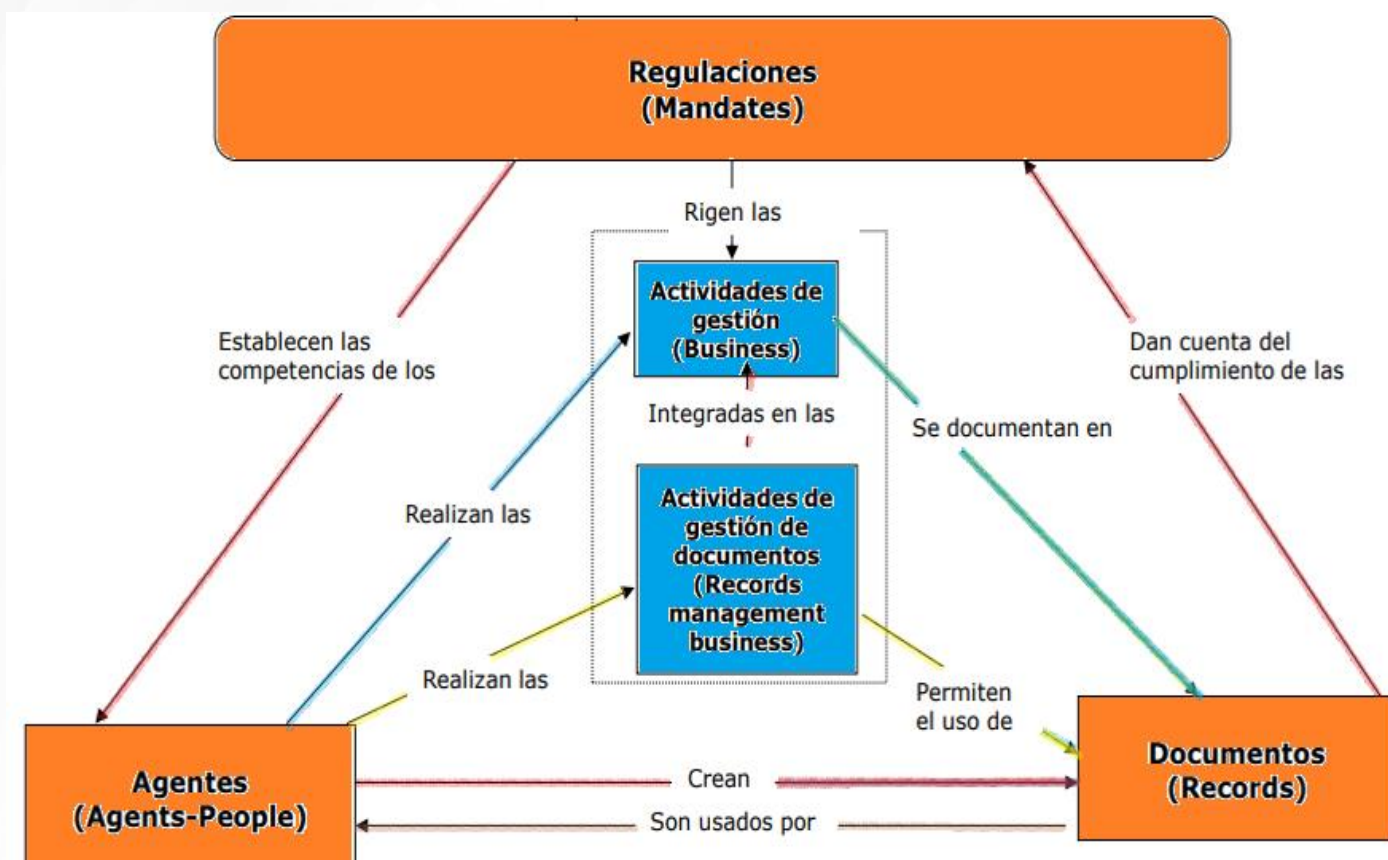 Regulaciones
(Mandates)
Rigen las
Actividades de
gestión
(Business)
Establecen las
competencias de los
Dan cuenta del
cumplimiento de las
Integradas en las
Se documentan en
Actividades de
gestión de
documentos
(Records
management
business)
Realizan las
Realizan las
Permiten
el uso de
Agentes
(Agents-People)
Documentos
(Records)
Crean
Son usados por